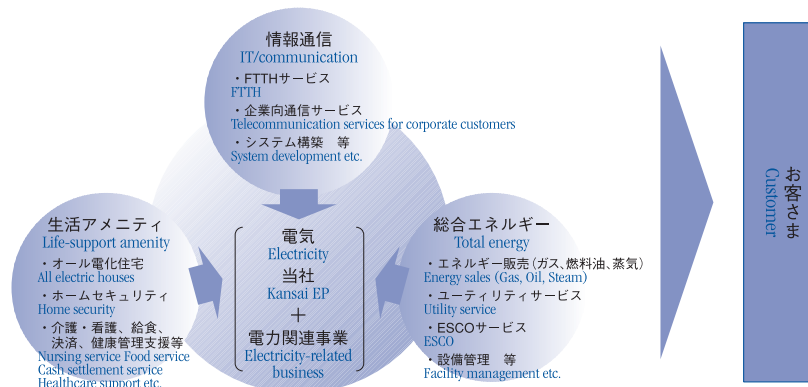 情報通信
IT/communication
・FTTHサービス
FTTH
・企業向通信サービス
Telecommunication services for corporate customers
・システム構築　等
System development etc.
生活アメニティ
Life-support amenity
・オール電化住宅
All electric houses
・ホームセキュリティ
Home security
・介護・看護、給食、
決済、健康管理支援等
Nursing service Food service
Cash settlement service
Healthcare support etc.
電気
Electricity
当社
Kansai EP
＋
電力関連事業
Electricity-related
business
総合エネルギー
Total energy
・エネルギー販売（ガス、燃料油、蒸気）
Energy sales (Gas, Oil, Steam)
・ユーティリティサービス
Utility service
・ESCOサービス
ESCO
・設備管理　等
Facility management etc.
お客さま
Customer